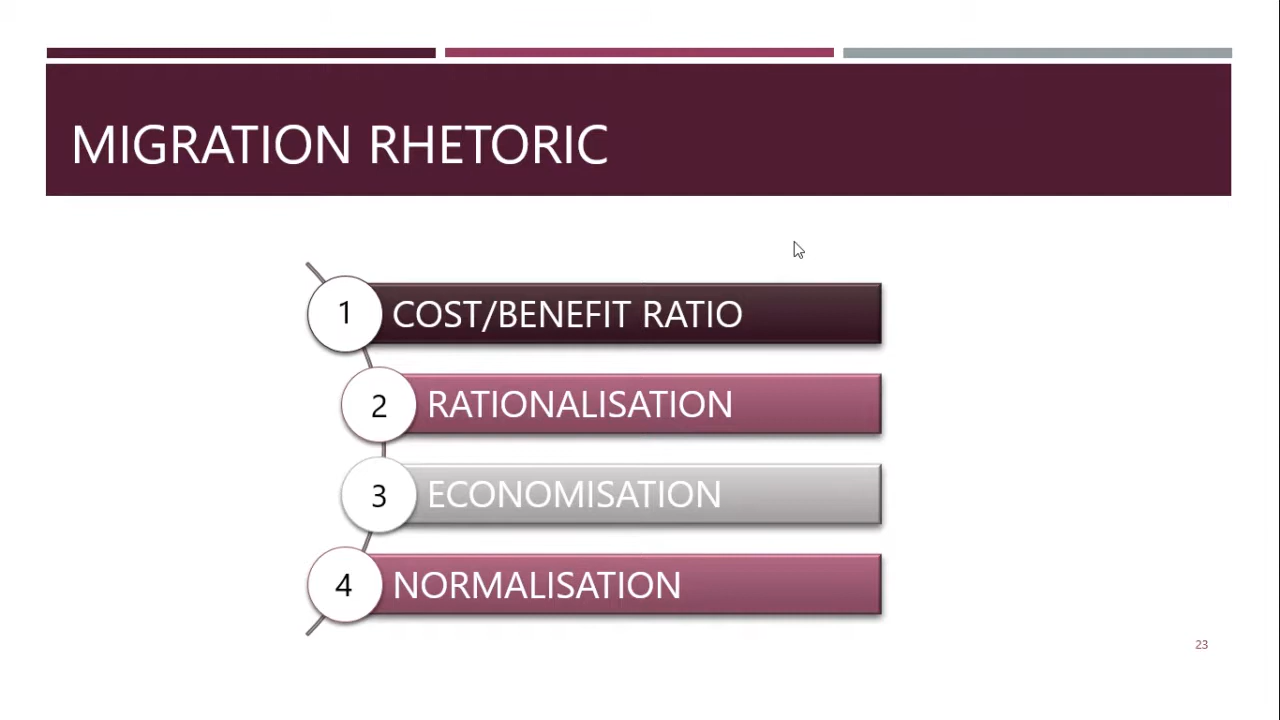 MIGRATION RHETORIC
1 COST/BENEFIT RATIO
2 RATIONALISATION
3 ECONOMISATION
4 NORMALISATION
23